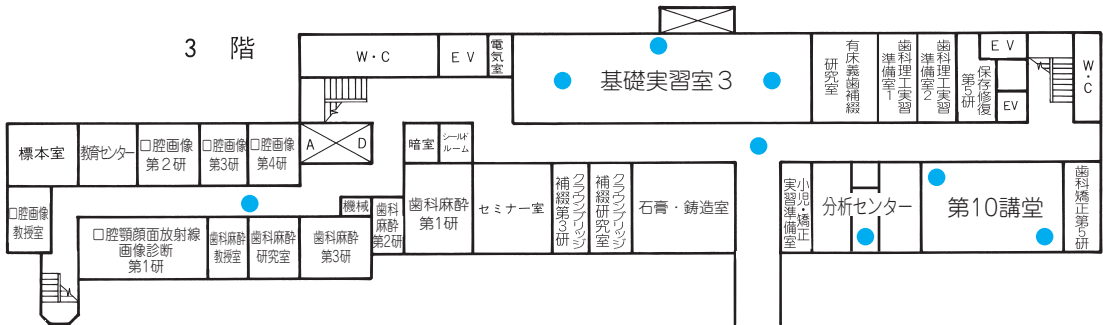 3 階
W・C
E V
電気室
基礎実習室3
有床義歯補綴
研究室
歯科理工実習
準備室1
歯科理工実習
準備室2
保存修復
第5研
E V
EV
W・C
標本室
教育センター
口腔画像
第2研
口腔画像
第3研
口腔画像
第4研
A D
暗室
シールド
ルーム
口腔画像
教授室
口腔顎顔面放射線
画像診断
第1研
歯科麻酔
教授室
歯科麻酔
研究室
歯科麻酔
第3研
機械
歯科
麻酔
第2研
歯科麻酔
第1研
セミナー室
クラウンブリッジ
補綴第3研
クラウンブリッジ
補綴研究室
石膏・鋳造室
小児・矯正
実習準備室
分析センター
第10講堂
歯科矯正第5研